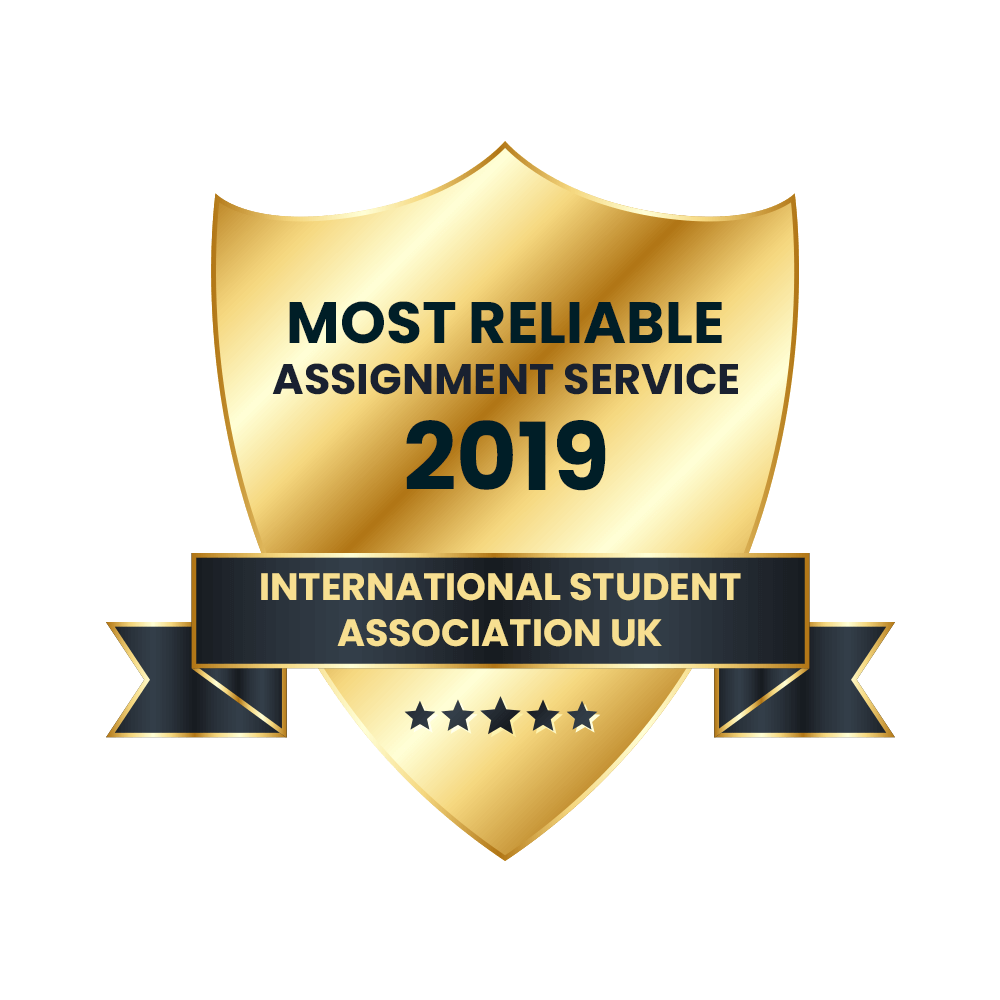 MOST RELIABLE
ASSIGNMENT SERVICE
2019
INTERNATIONAL STUDENT
ASSOCIATION UK